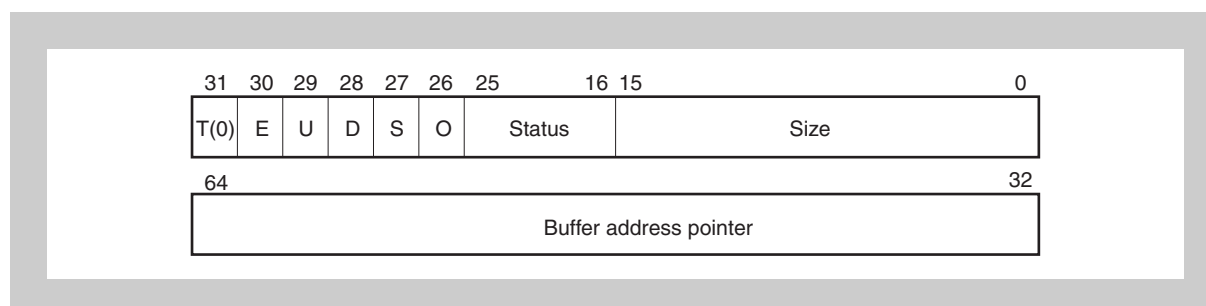 31 30 29 28 27 26 25 16 15 0
T(0) E U D S O Status Size
64 32
Buffer address pointer